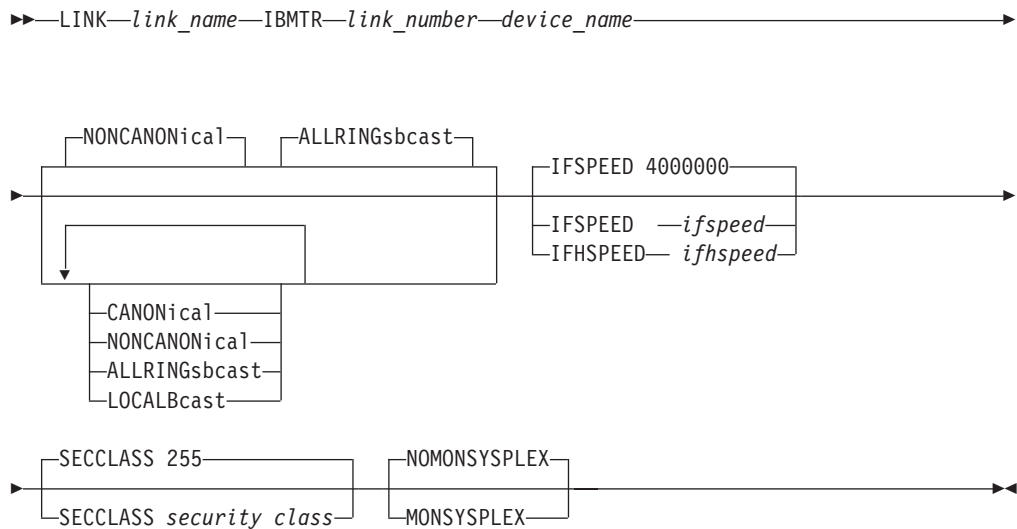 LINK link_name IBMTR link_number device_name
NONCANONical ALLRINGsbcast
IFSPEED 4000000
IFSPEED ifspeed
IFHSPEED ifhspeed
CANONical
NONCANONical
ALLRINGsbcast
LOCALBcast
SECCLASS 255 NOMONSYSPLEX
SECCLASS security class MONSYSPLEX